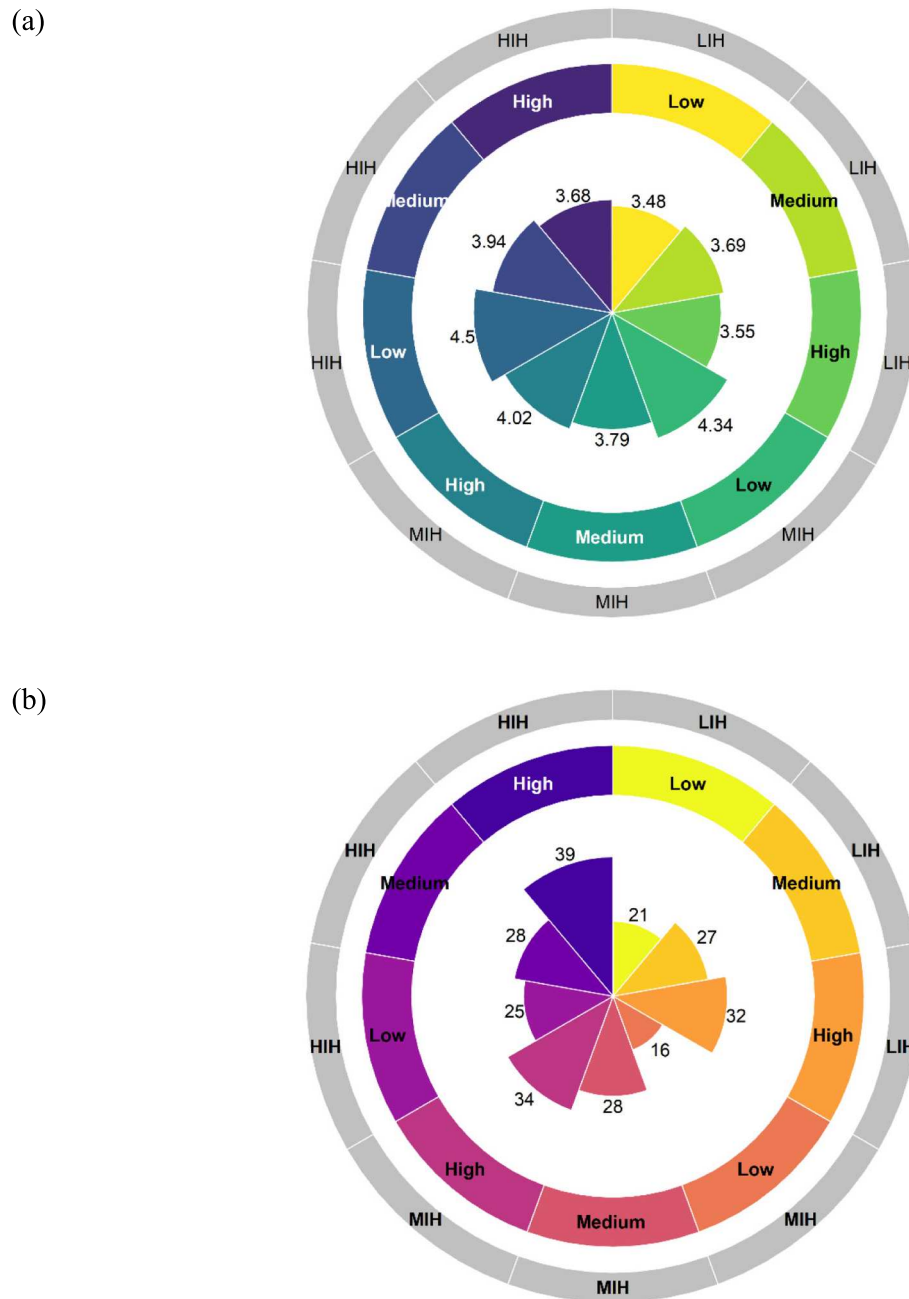 (a)
HIH
LIH
High
Low
HIH
LIH
Medium
Medium
3.68
3.48
3.94
3.69
4.5
3.55
HIH
Low
High
LIH
4.02
3.79
4.34
High
Low
Medium
MIH
MIH
MIH
(b)
HIH
LIH
High
Low
HIH
LIH
Medium
Medium
39
21
28
27
25
32
16
HIH
Low
High
LIH
34
28
High
Low
Medium
MIH
MIH
MIH